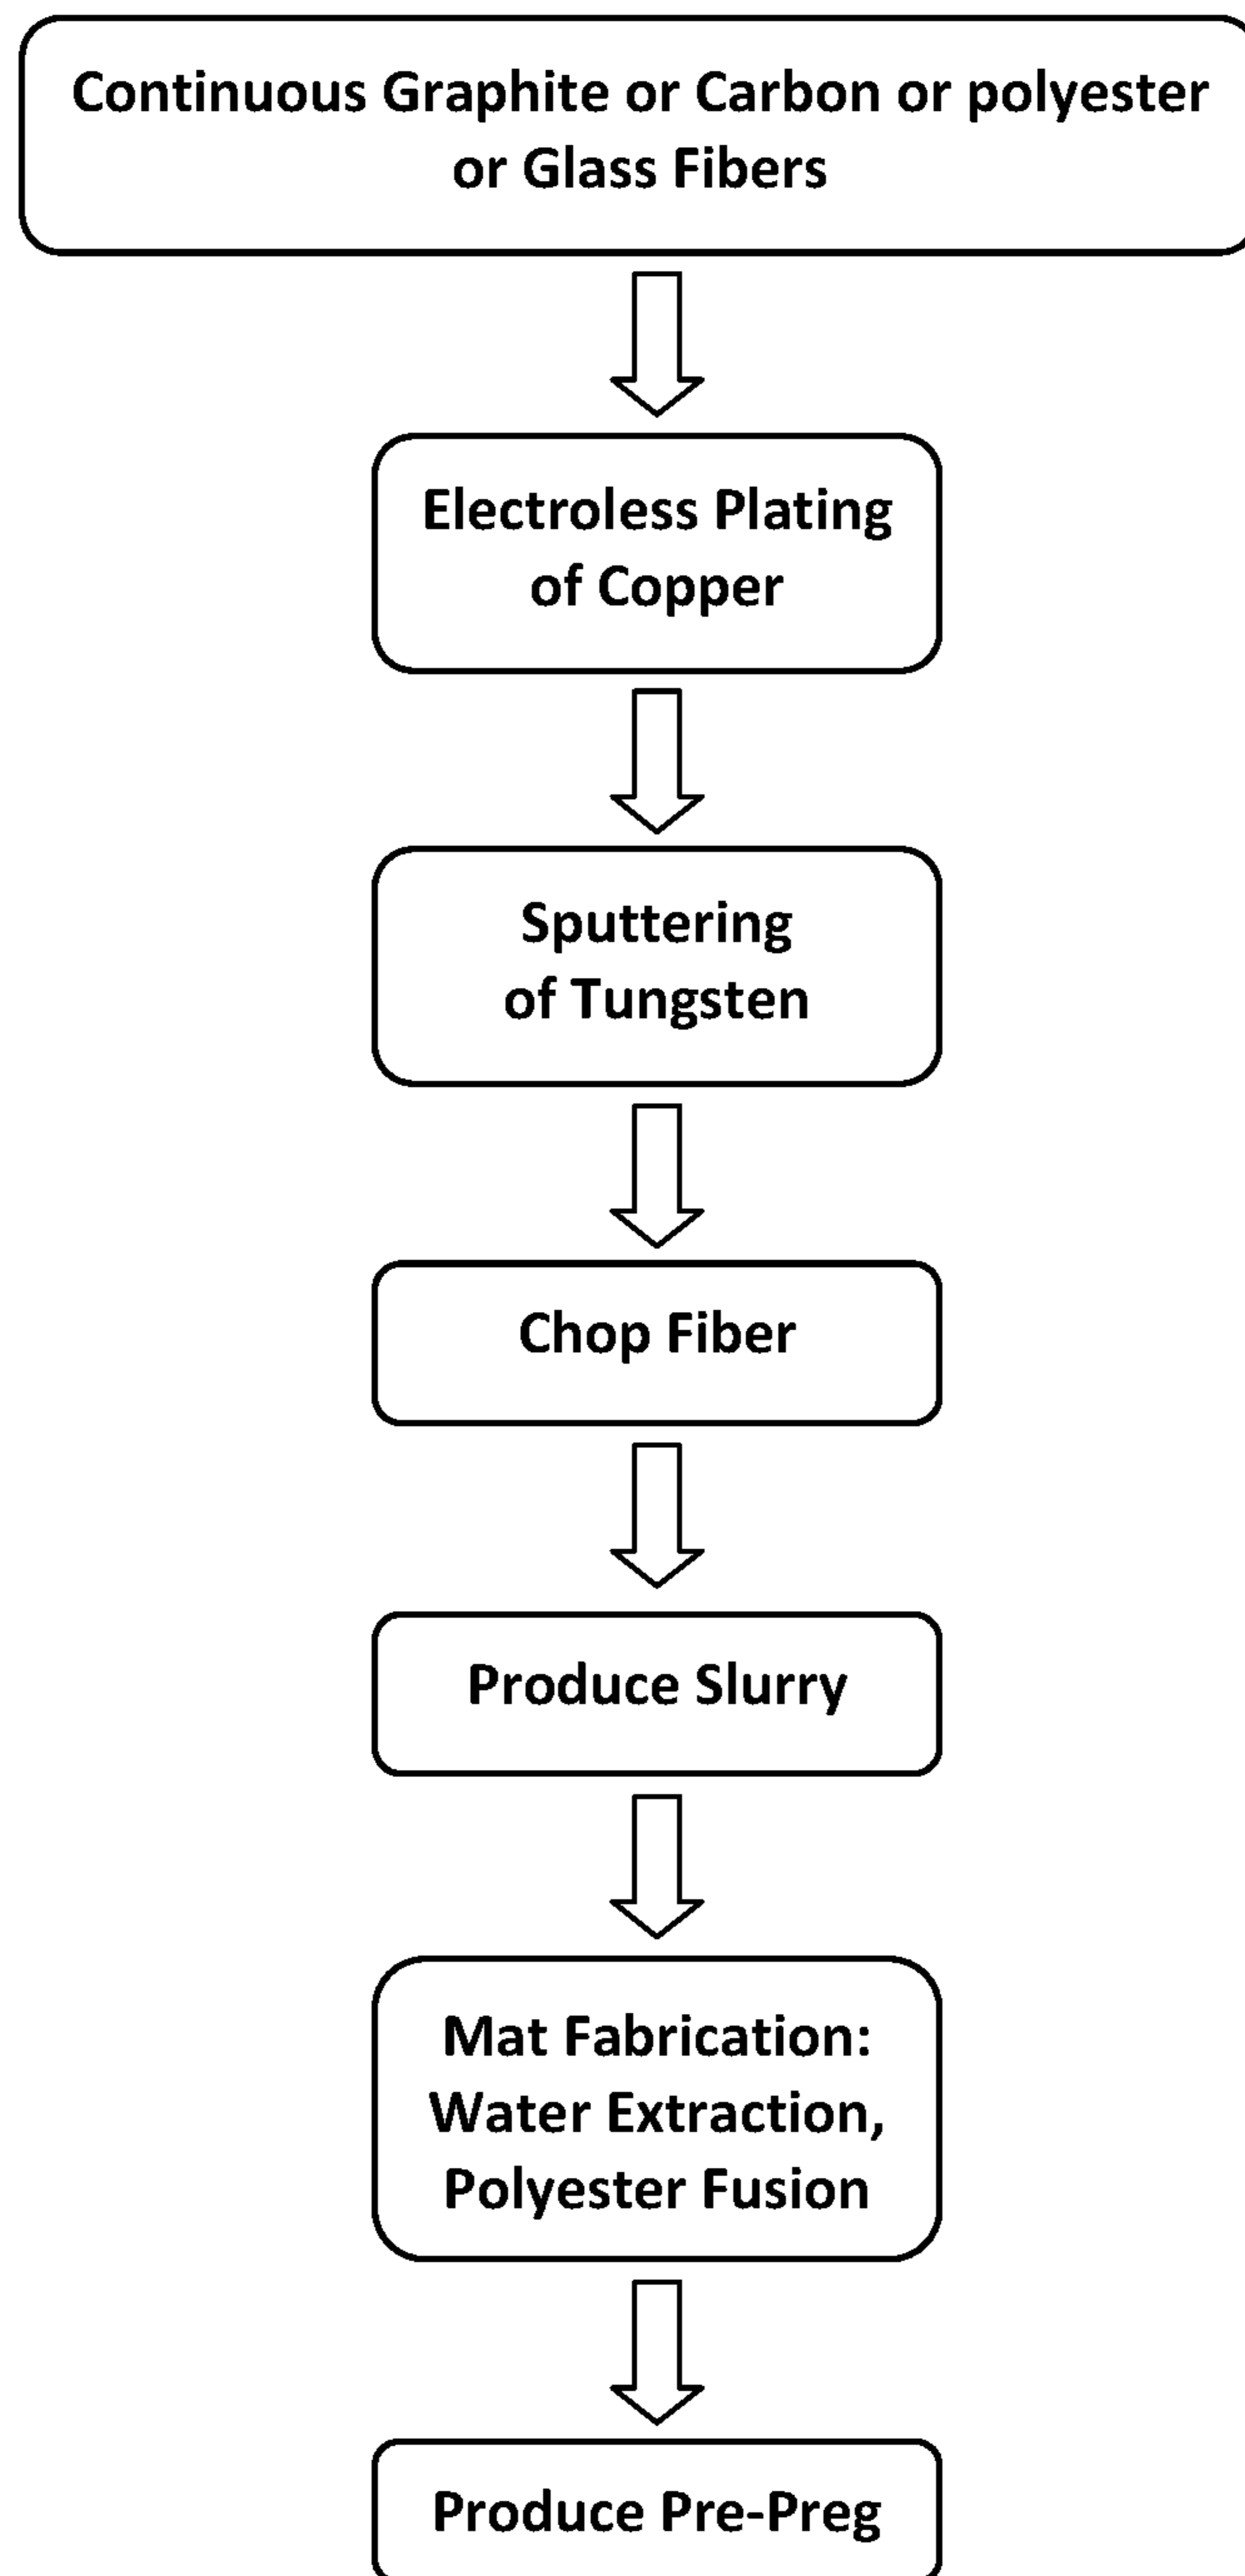 Continuous Graphite or Carbon or polyester
or Glass Fibers
Electroless Plating
of Copper
Sputtering
of Tungsten
Chop Fiber
Produce Slurry
Mat Fabrication:
Water Extraction,
Polyester Fusion
Produce Pre-Preg